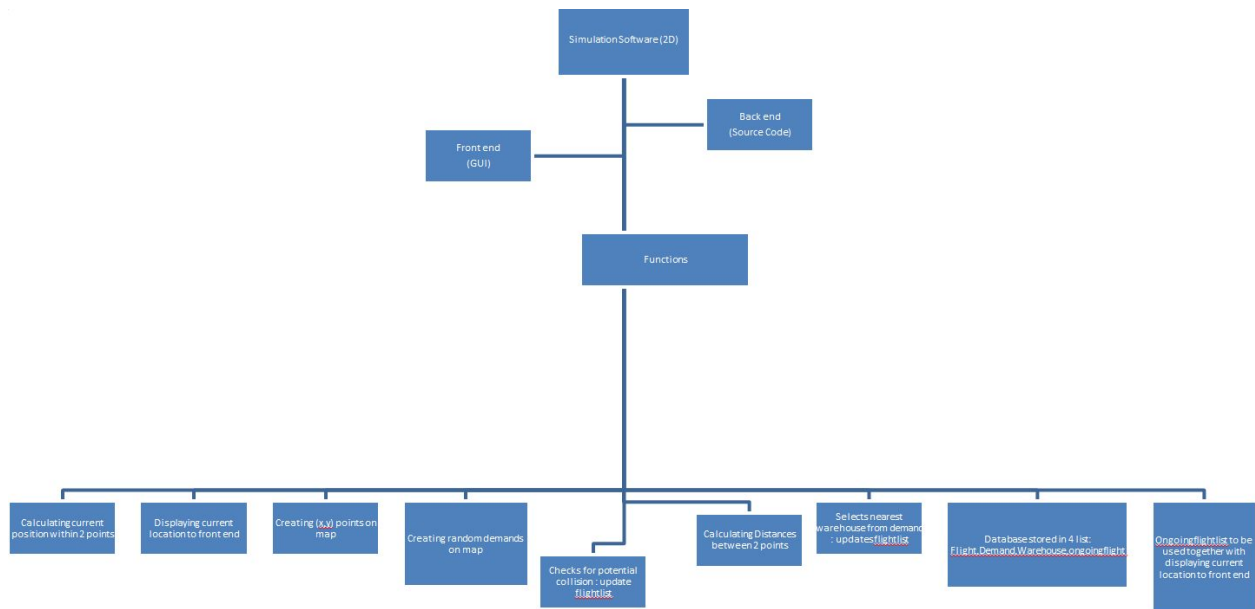 Simulation Software (2D)
Back end
(Source Code)
Front end
(GUI)
Functions
Calculating current
position within 2 points
Displaying current
location to front end
Creating (x,y) points on
map
Creating random demands
on map
Checks for potential
collision : update
flightlist
Calculating Distances
between 2 points
Selects nearest
warehouse from demand
: updatesflightlist
Database stored in 4 list:
Flight,Demand,Warehouse,ongoingflight
Ongoingflightlist to be
used together with
displaying current
location to front end